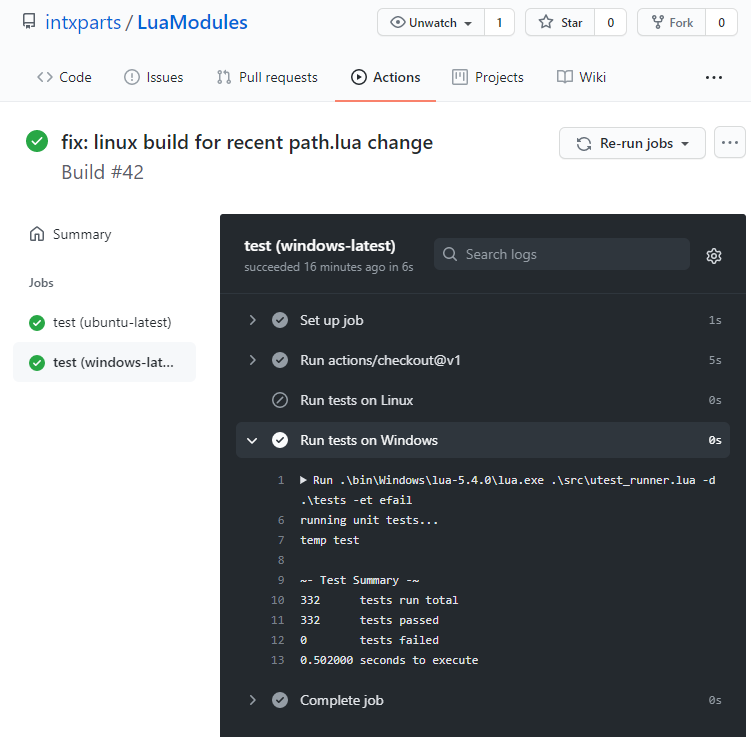 intxparts / LuaModules
Unwatch 1 Star 0 Fork 0
Code Issues Pull requests Actions Projects Wiki ...
fix: linux build for recent path.lua change
Build #42
Re-run jobs ...
Summary
Jobs
test (ubuntu-latest)
test (windows-lat...
test (windows-latest)
succeeded 16 minutes ago in 6s
Search logs
Set up job 1s
Run actions/checkout@v1 5s
Run tests on Linux 0s
Run tests on Windows 0s
1 Run .\bin\Windows\lua-5.4.0\lua.exe .\src\utest_runner.lua -d
.\tests -et efail
6 running unit tests...
7 temp test
8
9 ~- Test Summary -~
10 332 tests run total
11 332 tests passed
12 0 tests failed
13 0.502000 seconds to execute
Complete job 0s